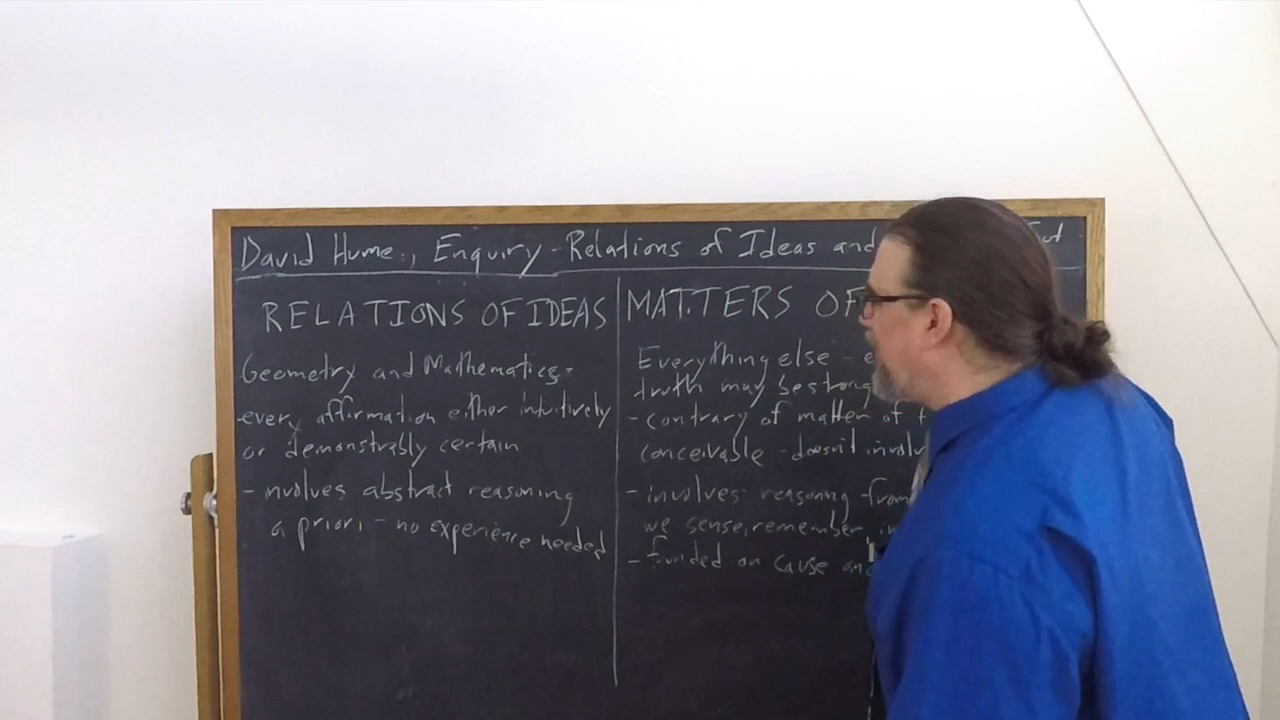 David Hume, Enquiry - Relations of Ideas and
RELATIONS OF IDEAS
Geometry and Mathematics -
every affirmation either intuitively
or demonstrably certain
- involves abstract reasoning
a priori - no experience needed
MATTERS OF
Everything else -
truth may be strong
- contrary of matter of
conceivable - doesn't involv
- involves reasoning - from
we sense, remember,
- funded on cause and